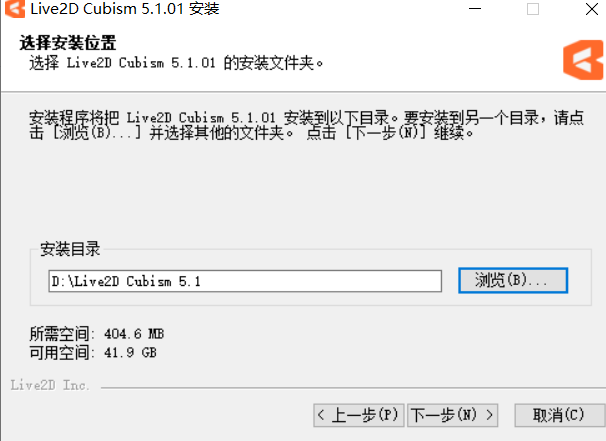 Live2D Cubism 5.1.01 安装
选择安装位置
选择 Live2D Cubism 5.1.01 的安装文件夹。
安装程序将把 Live2D Cubism 5.1.01 安装到以下目录。要安装到另一个目录，请点
击 [浏览(B)...] 并选择其他的文件夹。 点击 [下一步(N)] 继续。
安装目录
D:\Live2D Cubism 5.1
浏览(B)...
所需空间: 404.6 MB
可用空间: 41.9 GB
Live2D Inc.
< 上一步(P) 下一步(N) > 取消(C)